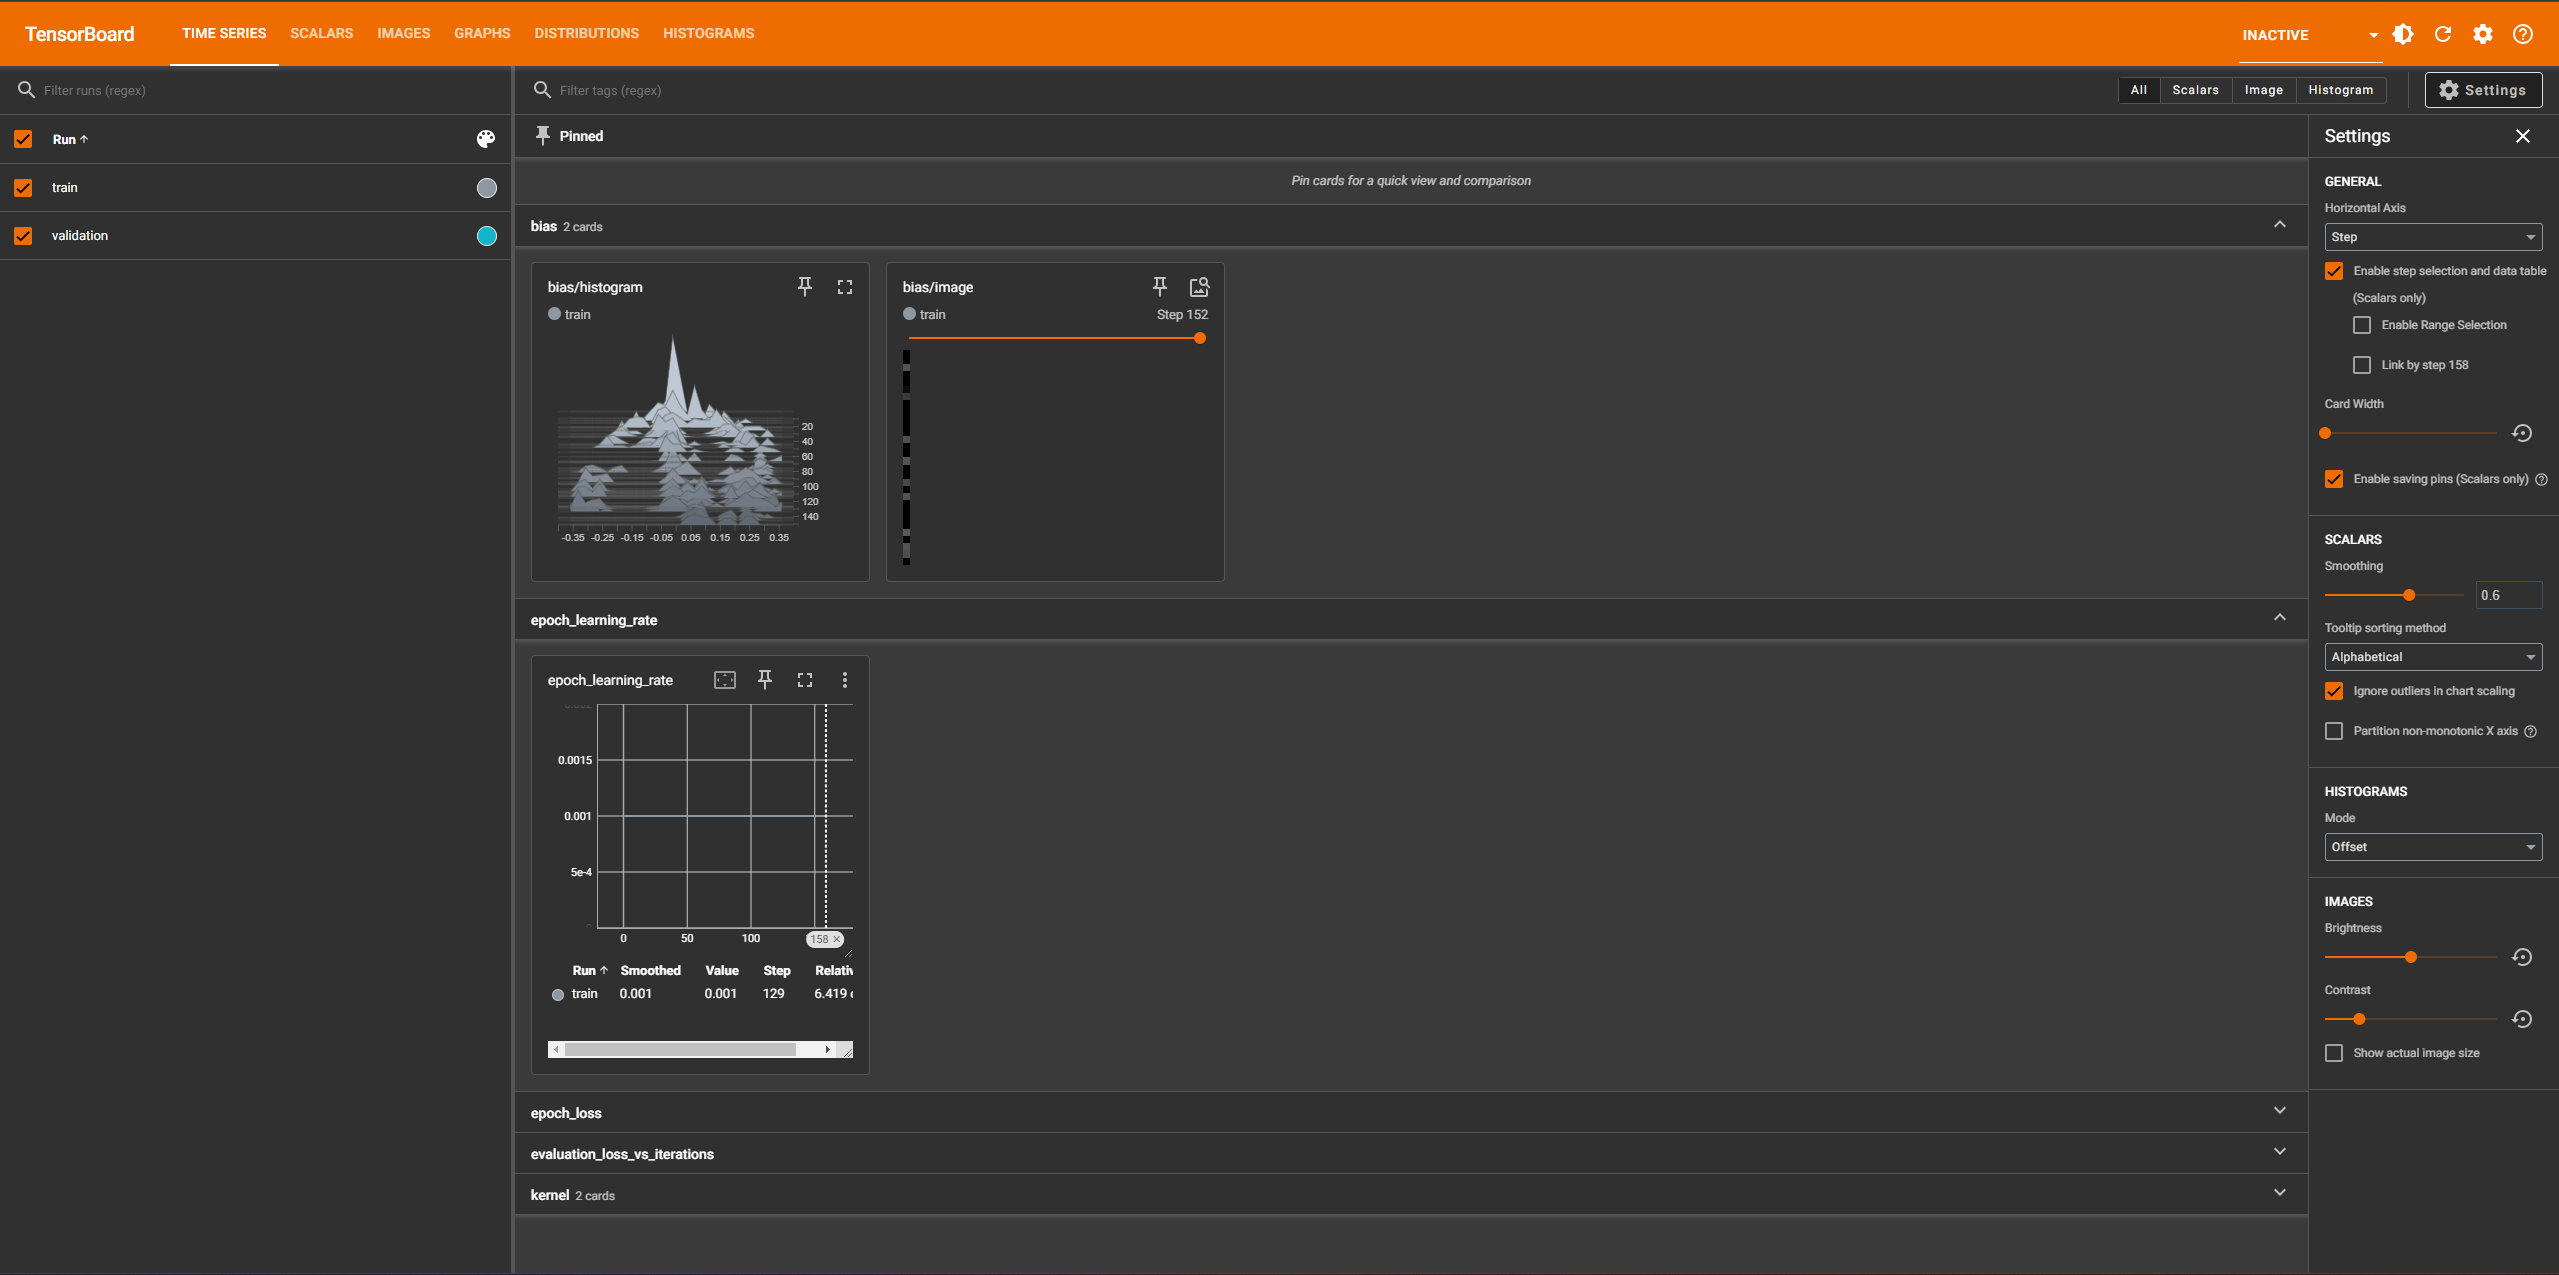 TensorBoard
TIME SERIES
SCALARS
IMAGES
GRAPHS
DISTRIBUTIONS
HISTOGRAMS
INACTIVE
Filter runs (regex)
Run
train
validation
Filter tags (regex)
All
Scalars
Image
Histogram
Settings
Pinned
Pin cards for a quick view and comparison
bias 2 cards
bias/histogram
train
20
40
60
80
100
120
140
-0.35 -0.25 -0.15 -0.05 0.05 0.15 0.25 0.35
bias/image
train Step 152
epoch_learning_rate
epoch_learning_rate
0.002
0.0015
0.001
5e-4
0
0 50 100 158
Run Smoothed Value Step
train 0.001 0.001 129 6.419
epoch_loss
evaluation_loss_vs_iterations
kernel 2 cards
Settings
GENERAL
Horizontal Axis
Step
Enable step selection and data table
(Scalars only)
Enable Range Selection
Link by step 158
Card Width
Enable saving pins (Scalars only)
SCALARS
Smoothing
0.6
Tooltip sorting method
Alphabetical
Ignore outliers in chart scaling
Partition non-monotonic X axis
HISTOGRAMS
Mode
Offset
IMAGES
Brightness
Contrast
Show actual image size